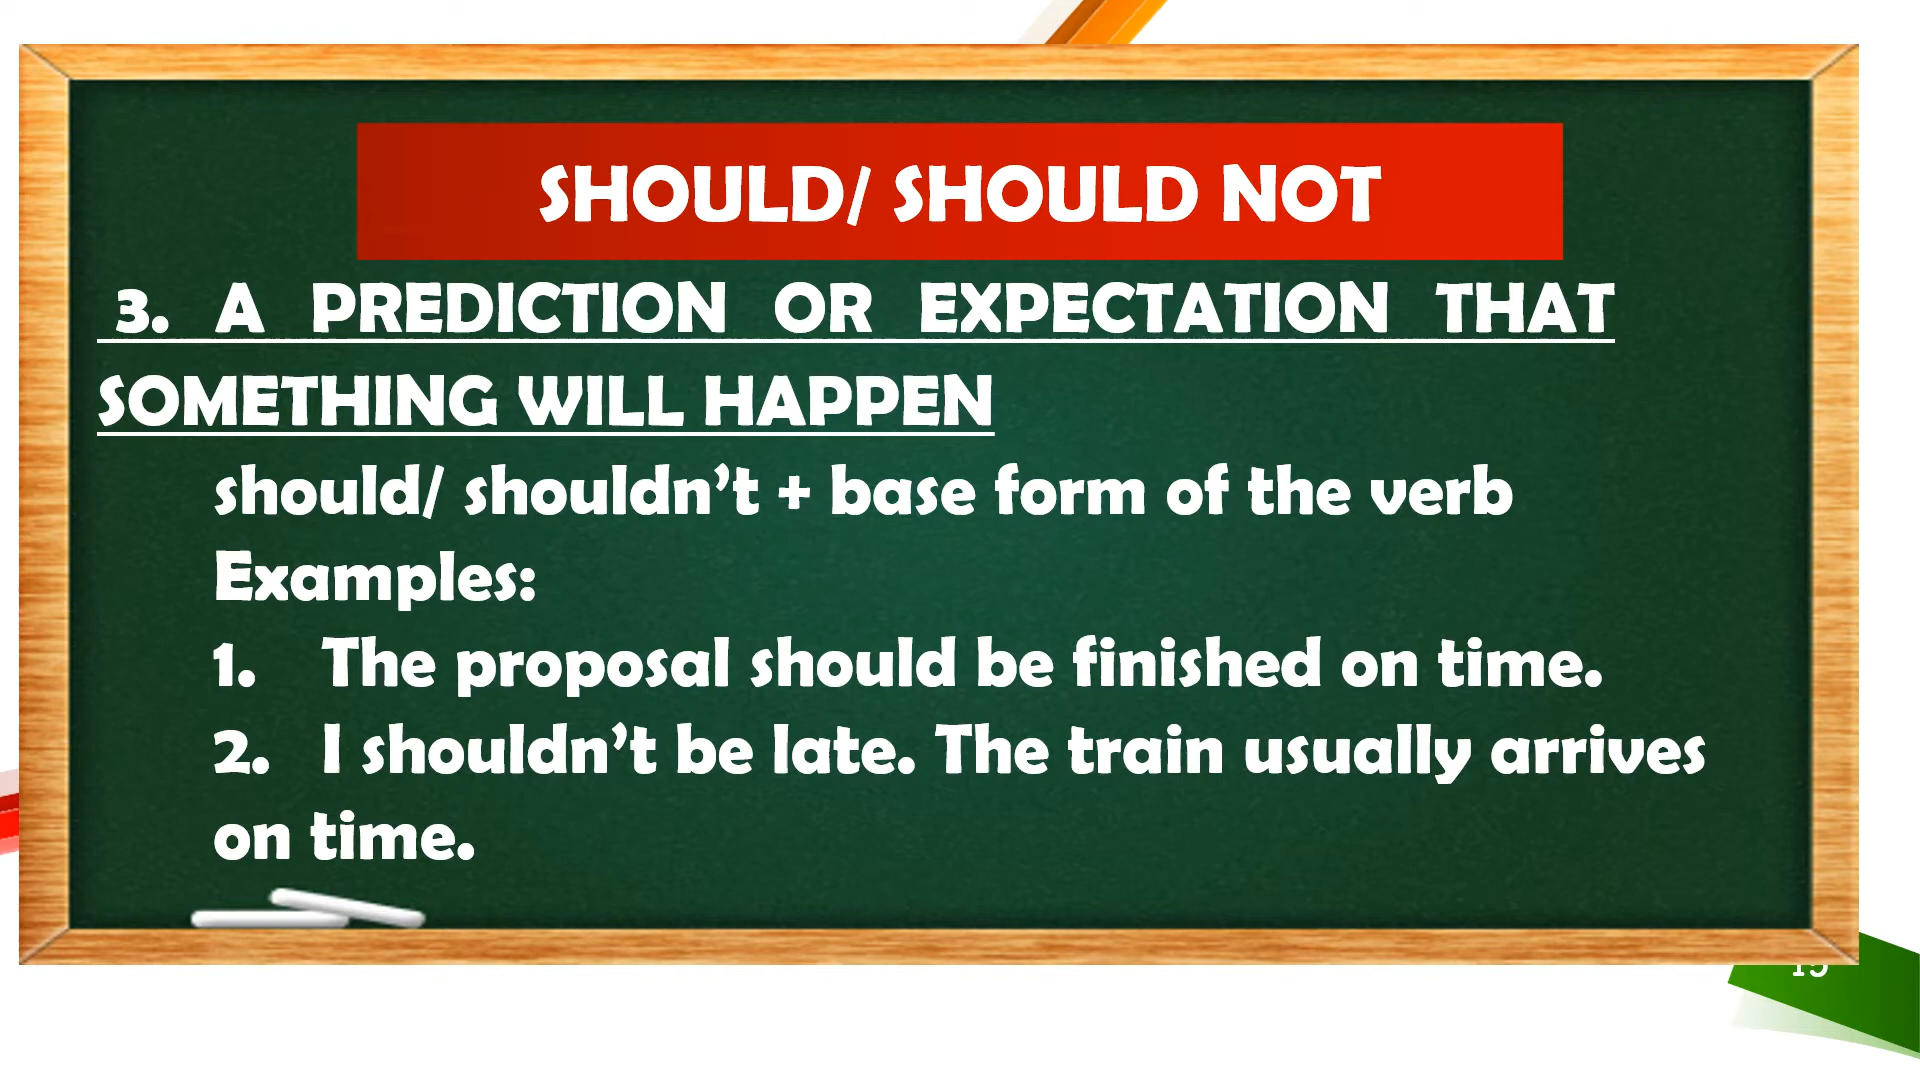 SHOULD/ SHOULD NOT
3. A PREDICTION OR EXPECTATION THAT
SOMETHING WILL HAPPEN
should/ shouldn’t + base form of the verb
Examples:
1. The proposal should be finished on time.
2. I shouldn’t be late. The train usually arrives
on time.
15